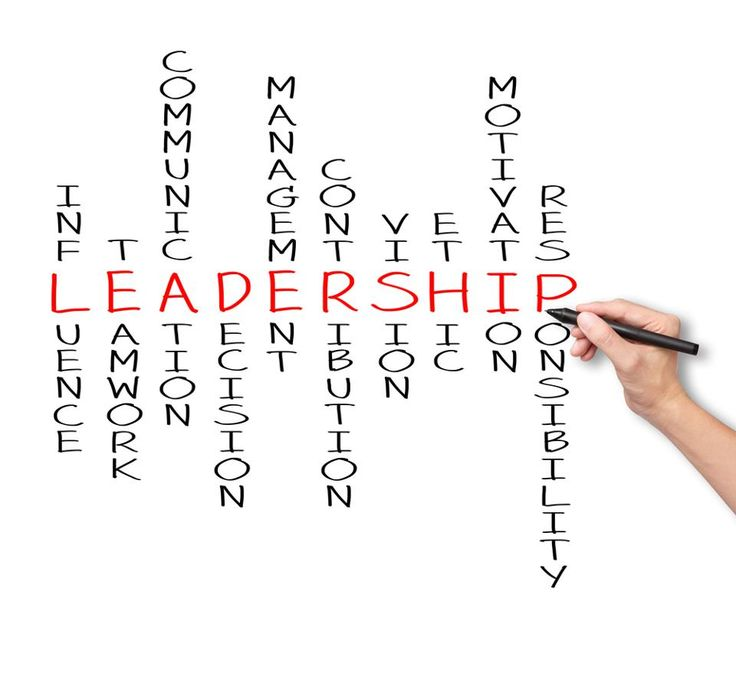 LEADERSHIP
INFLUENCE
TEAMWORK
COMMUNICATION
DECISION
MANAGEMENT
CONTRIBUTION
VISION
ETHIC
MOTIVATION
RESPONSIBILITY